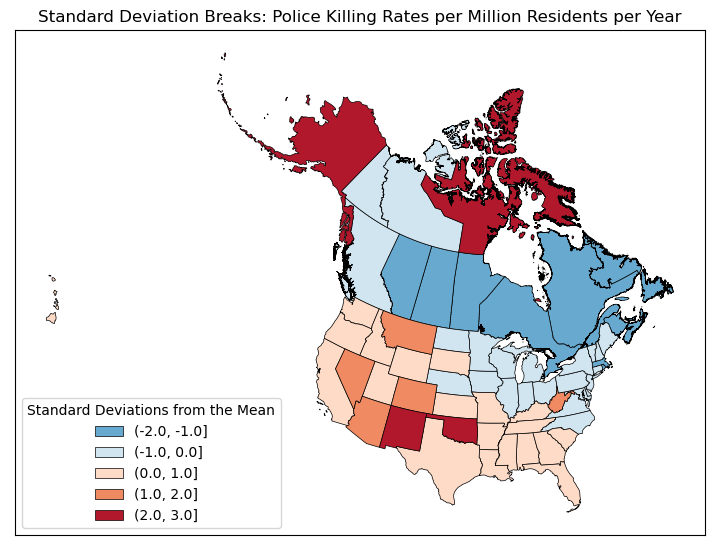 Standard Deviation Breaks: Police Killing Rates per Million Residents per Year
Standard Deviations from the Mean
(-2.0, -1.0]
(-1.0, 0.0]
(0.0, 1.0]
(1.0, 2.0]
(2.0, 3.0]